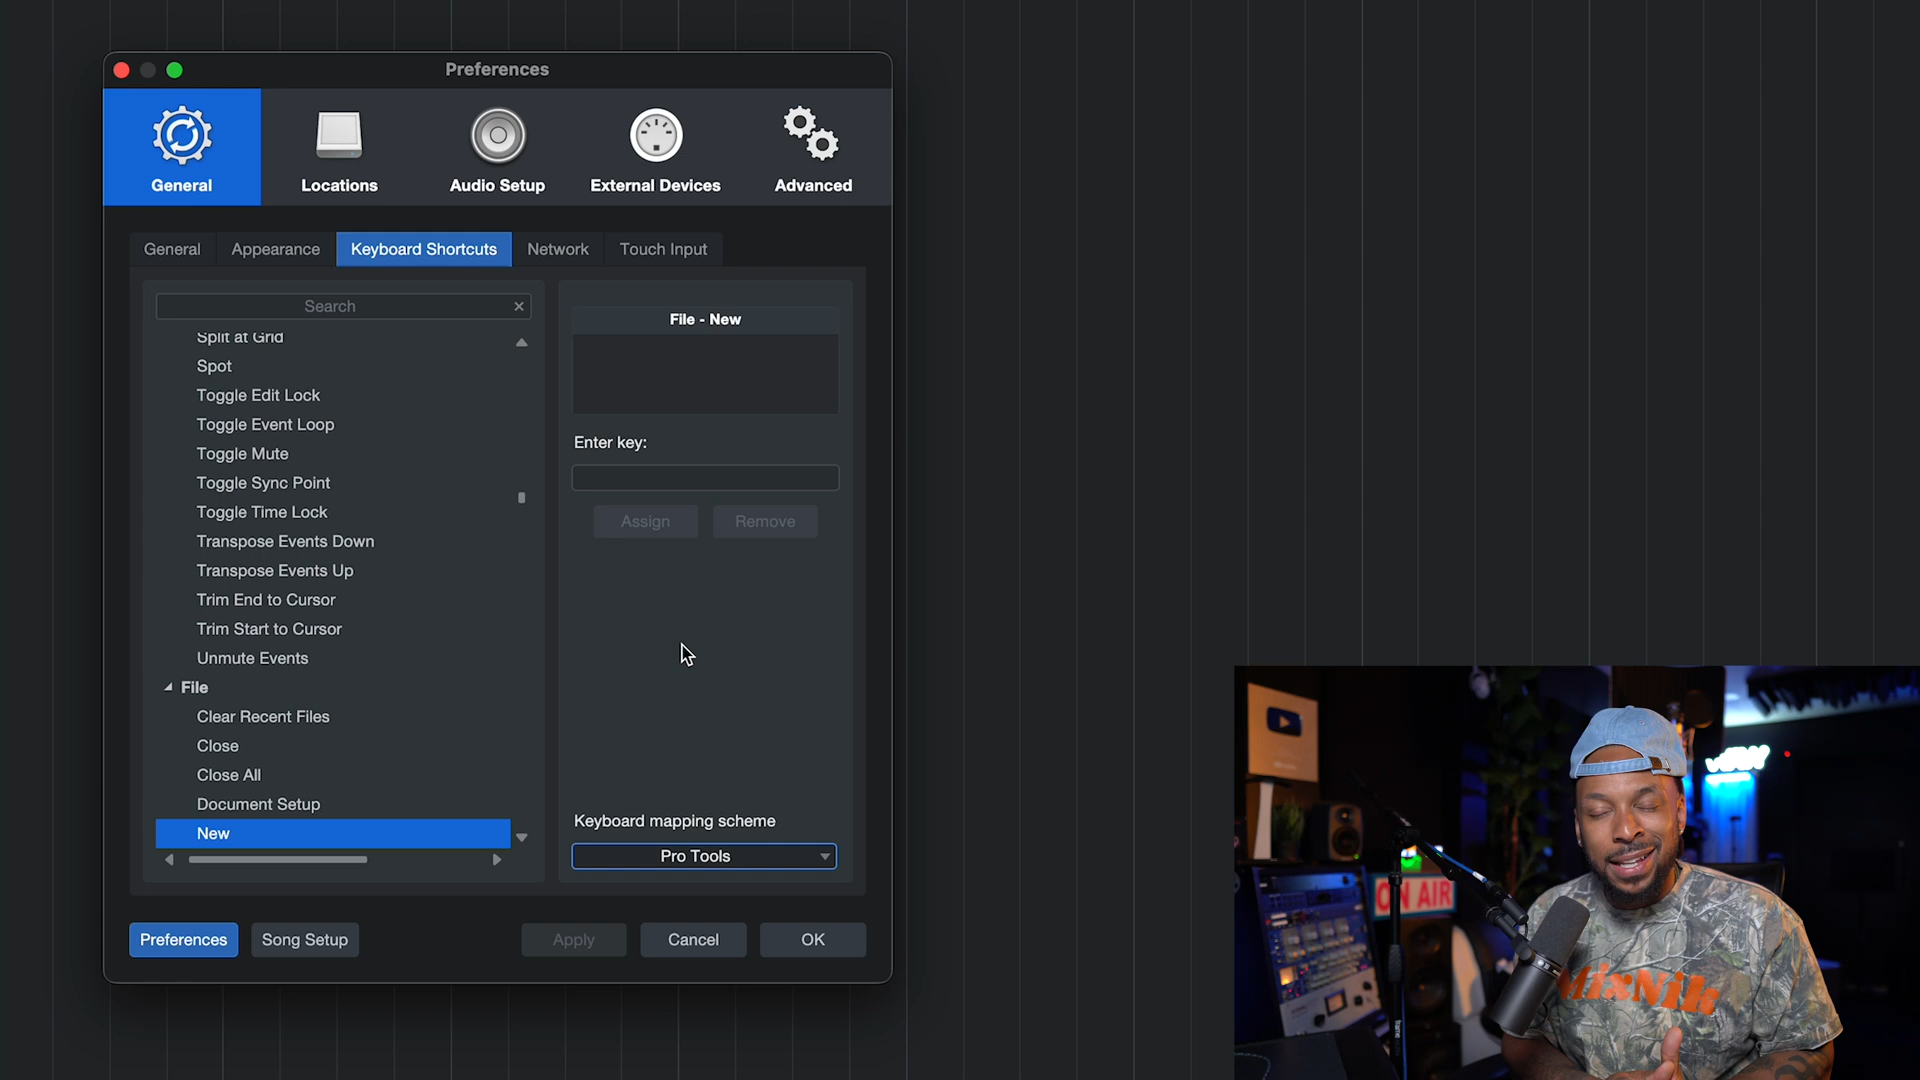 Preferences
General
Locations
Audio Setup
External Devices
Advanced
General
Appearance
Keyboard Shortcuts
Network
Touch Input
Search
Split at Grid
Spot
Toggle Edit Lock
Toggle Event Loop
Toggle Mute
Toggle Sync Point
Toggle Time Lock
Transpose Events Down
Transpose Events Up
Trim End to Cursor
Trim Start to Cursor
Unmute Events
File
Clear Recent Files
Close
Close All
Document Setup
New
File - New
Enter key:
Assign
Remove
Keyboard mapping scheme
Pro Tools
Preferences
Song Setup
Apply
Cancel
OK
ON AIR
MixNik